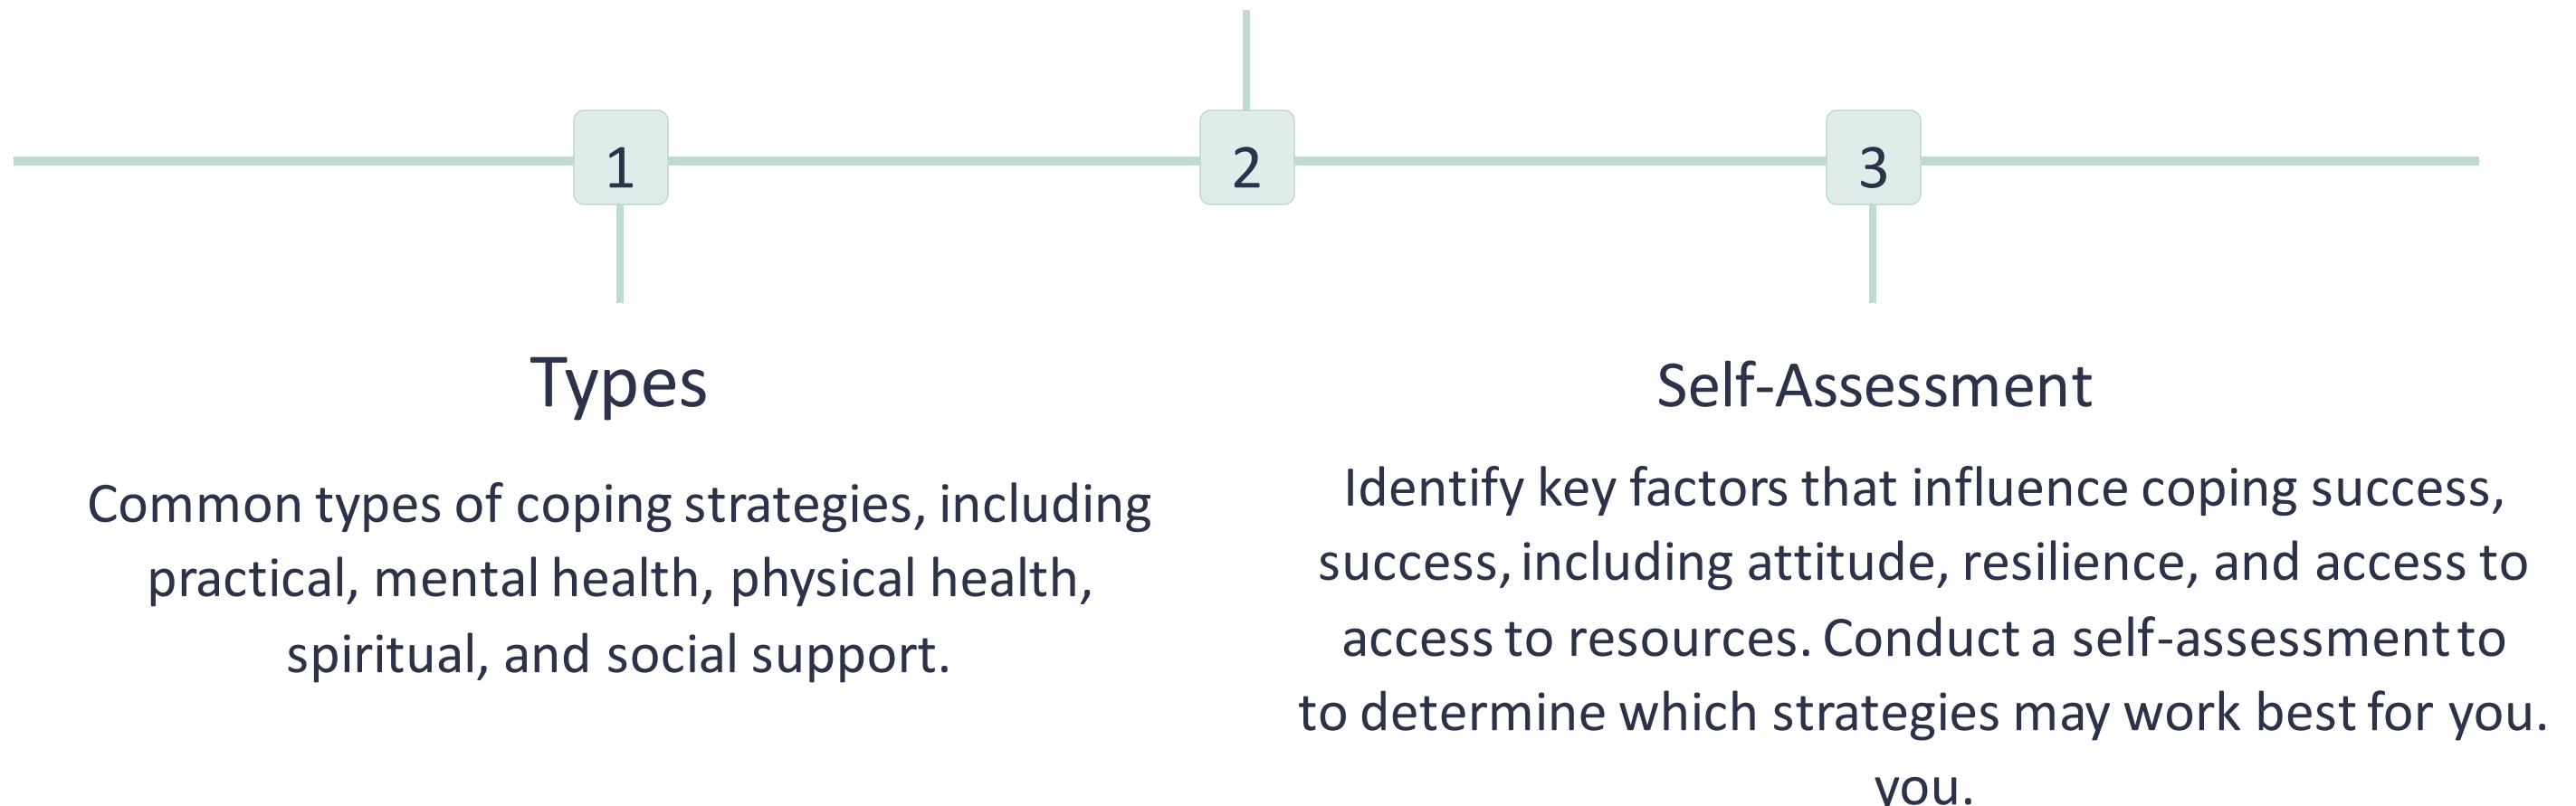 1
2
3
Types
Common types of coping strategies, including
practical, mental health, physical health,
spiritual, and social support.
Self-Assessment
Identify key factors that influence coping success,
success, including attitude, resilience, and access to
access to resources. Conduct a self-assessment to
to determine which strategies may work best for you.
you.